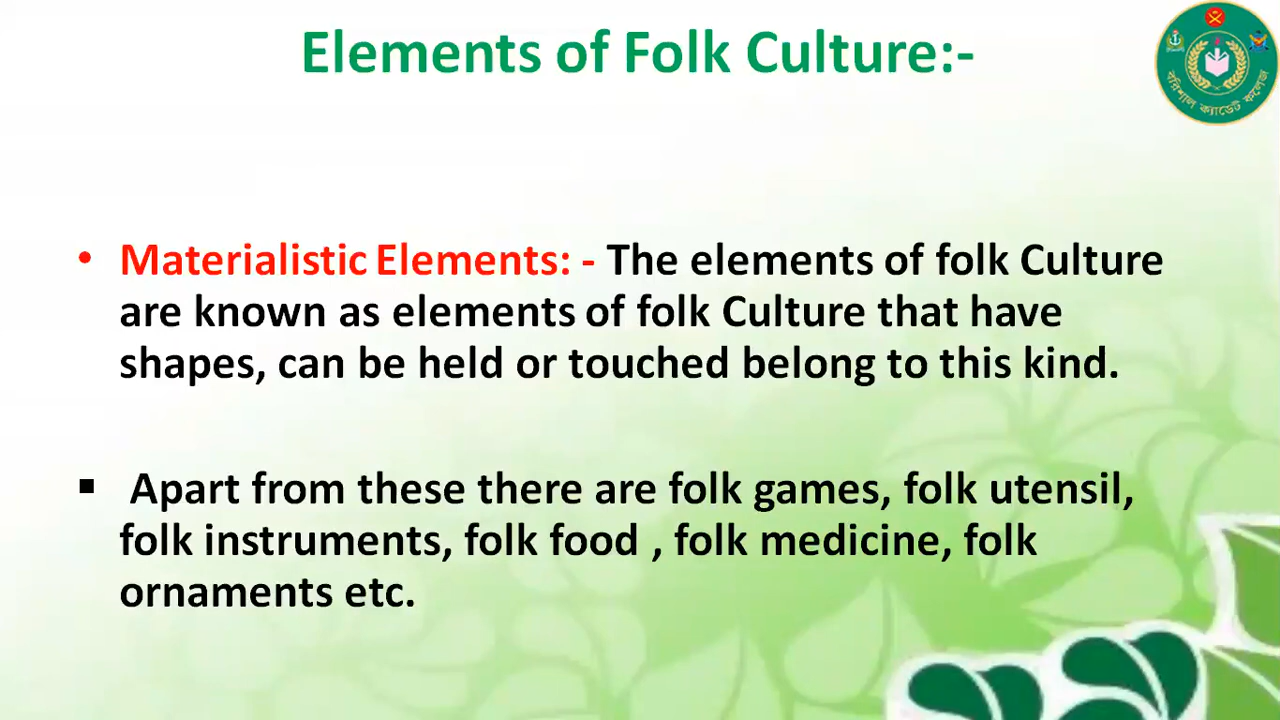 Elements of Folk Culture:-
বরিশাল ক্যাডেট কলেজ
• Materialistic Elements: - The elements of folk Culture
are known as elements of folk Culture that have
shapes, can be held or touched belong to this kind.
▪ Apart from these there are folk games, folk utensil,
folk instruments, folk food , folk medicine, folk
ornaments etc.